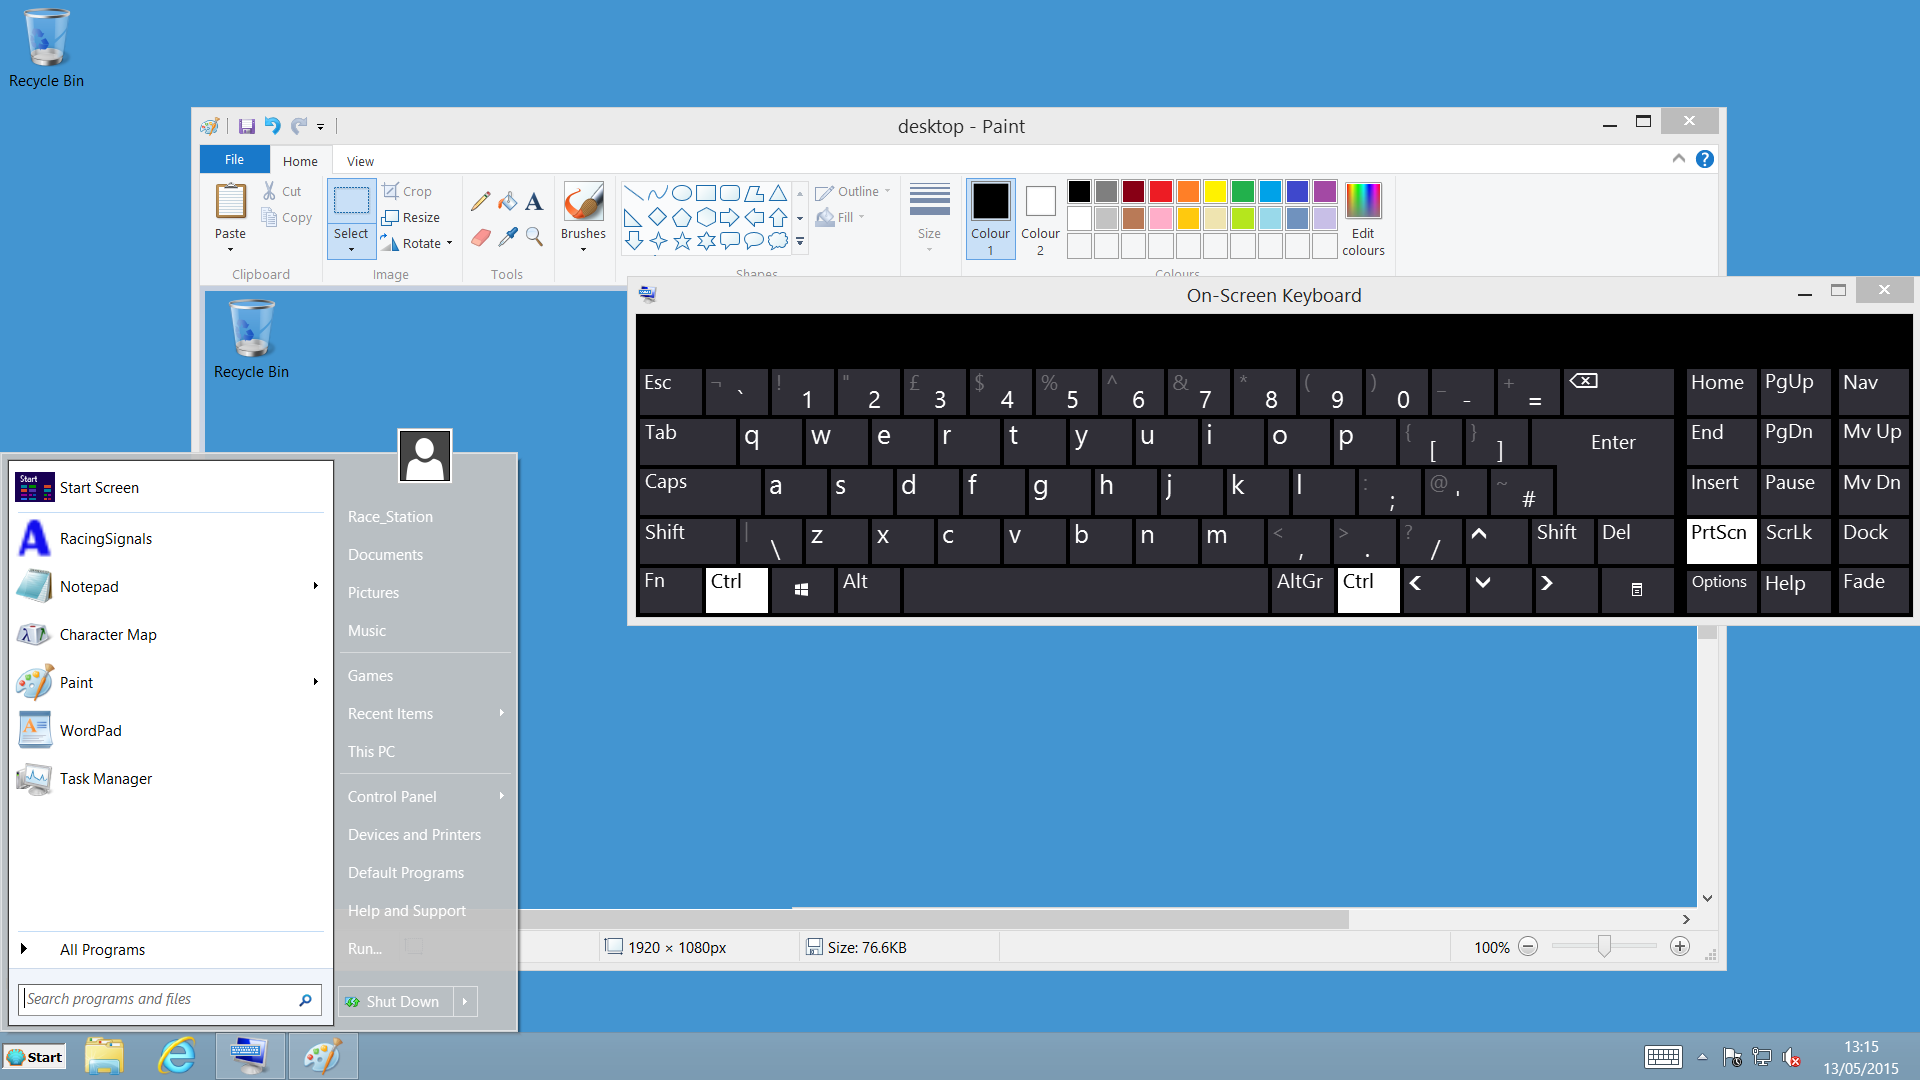 Recycle Bin
desktop - Paint
File
Home
View
Paste
Cut
Copy
Clipboard
Select
Crop
Resize
Rotate
Image
A
Tools
Brushes
Shapes
Outline
Fill
Size
Colour 1
Colour 2
Colours
Edit colours
Recycle Bin
On-Screen Keyboard
Esc ¬ ` ! 1 " 2 £ 3 $ 4 % 5 ^ 6 & 7 * 8 ( 9 ) 0 _ - + = Home PgUp Nav
Tab q w e r t y u i o p { [ } ] Enter End PgDn Mv Up
Caps a s d f g h j k l : ; @ ' ~ # Insert Pause Mv Dn
Shift | \ z x c v b n m < , > . ? / Shift Del PrtScn ScrLk Dock
Fn Ctrl Alt AltGr Ctrl Options Help Fade
Start
Start Screen
RacingSignals
Notepad
Character Map
Paint
WordPad
Task Manager
All Programs
Search programs and files
Race_Station
Documents
Pictures
Music
Games
Recent Items
This PC
Control Panel
Devices and Printers
Default Programs
Help and Support
Run...
Shut Down
1920 × 1080px
Size: 76.6KB
100%
Start
13:15
13/05/2015